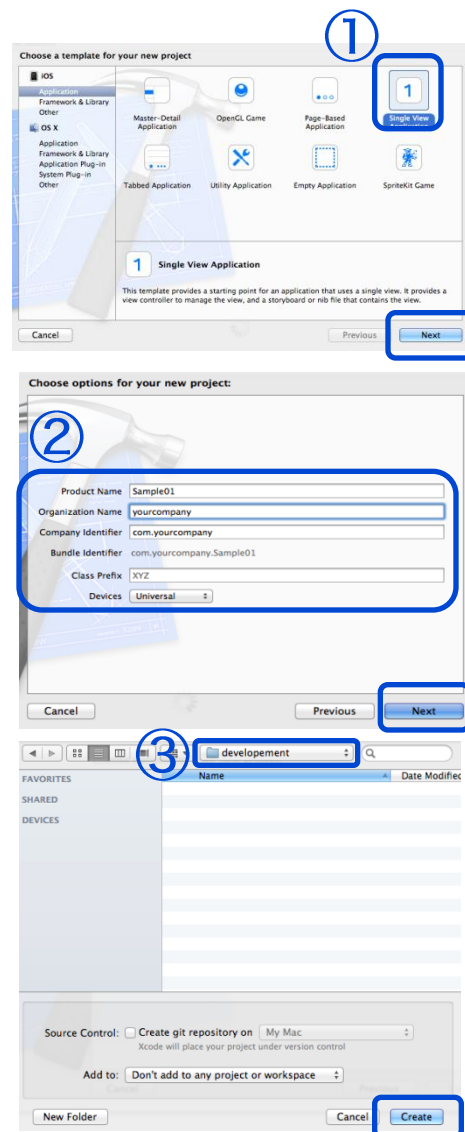 ①
Choose a template for your new project
iOS
Application
Framework & Library
Other
OS X
Application
Framework & Library
Application Plug-in
System Plug-in
Other
Master-Detail
Application
OpenGL Game
Page-Based
Application
1
Single View
Application
Tabbed Application
Utility Application
Empty Application
SpriteKit Game
1 Single View Application
This template provides a starting point for an application that uses a single view. It provides a
view controller to manage the view, and a storyboard or nib file that contains the view.
Cancel Previous Next
Choose options for your new project:
②
Product Name Sample01
Organization Name yourcompany
Company Identifier com.yourcompany
Bundle Identifier com.yourcompany.Sample01
Class Prefix XYZ
Devices Universal
Cancel Previous Next
③ developement
FAVORITES
SHARED
DEVICES
Name Date Modified
Source Control: Create git repository on My Mac
Xcode will place your project under version control
Add to: Don't add to any project or workspace
Cancel Previous
New Folder Cancel Create